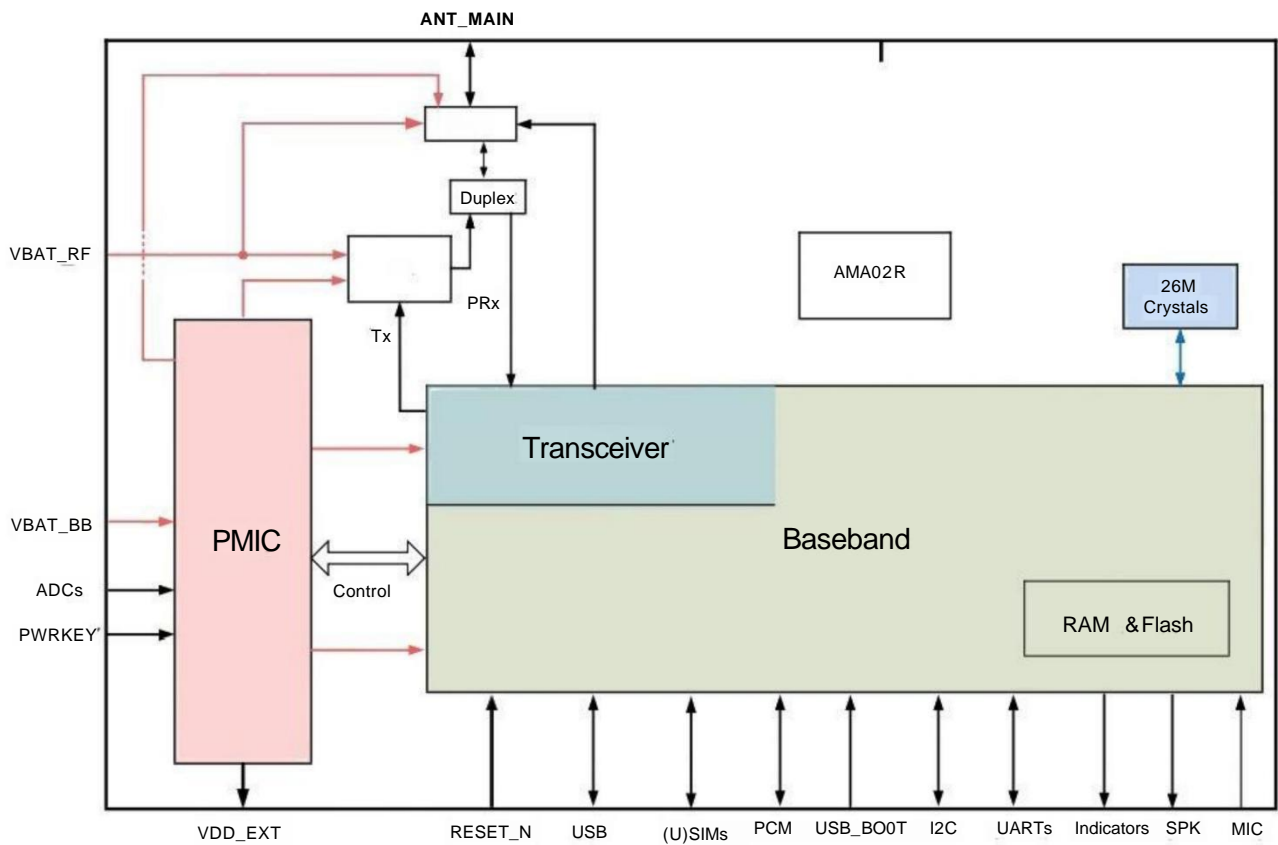 ANT_MAIN
Duplex
VBAT_RF
AMA02R
26M
Crystals
PRx
Tx
Transceiver
VBAT_BB
PMIC
Baseband
ADCs
Control
PWRKEY
RAM &Flash
VDD_EXT
RESET_N
USB
(U)SIMs
PCM
USB_BO0T
I2C
UARTs
Indicators
SPK
MIC